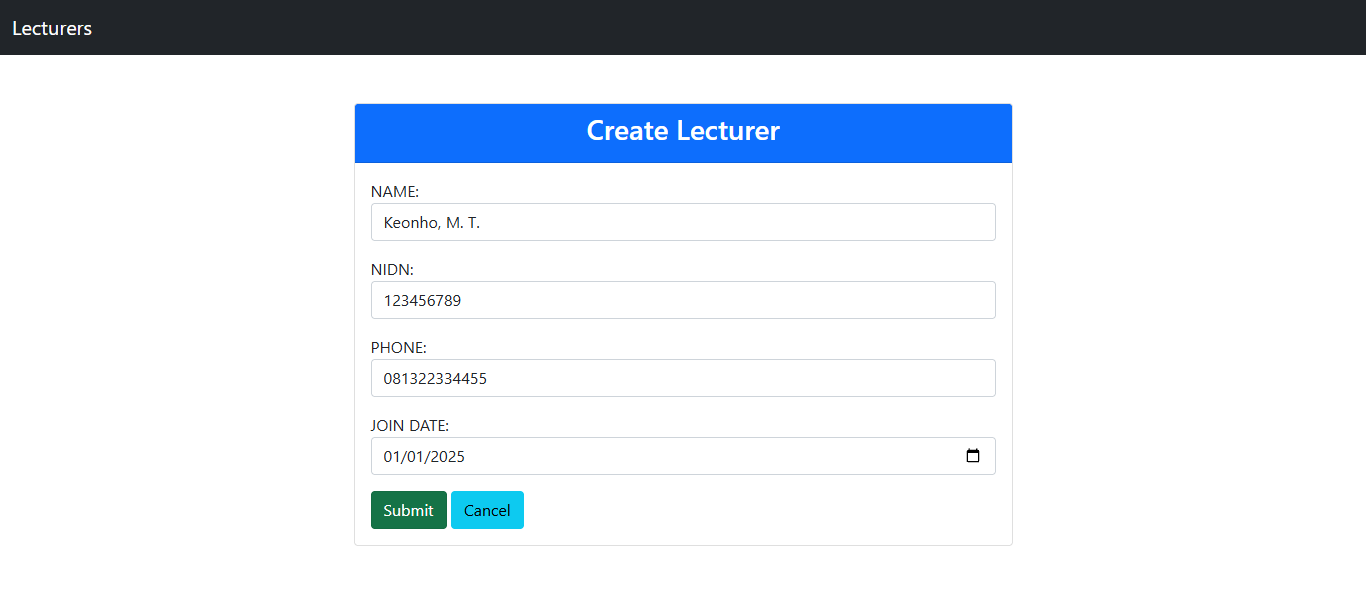 Lecturers
Create Lecturer
NAME:
Keonho, M. T.
NIDN:
123456789
PHONE:
081322334455
JOIN DATE:
01/01/2025
Submit Cancel